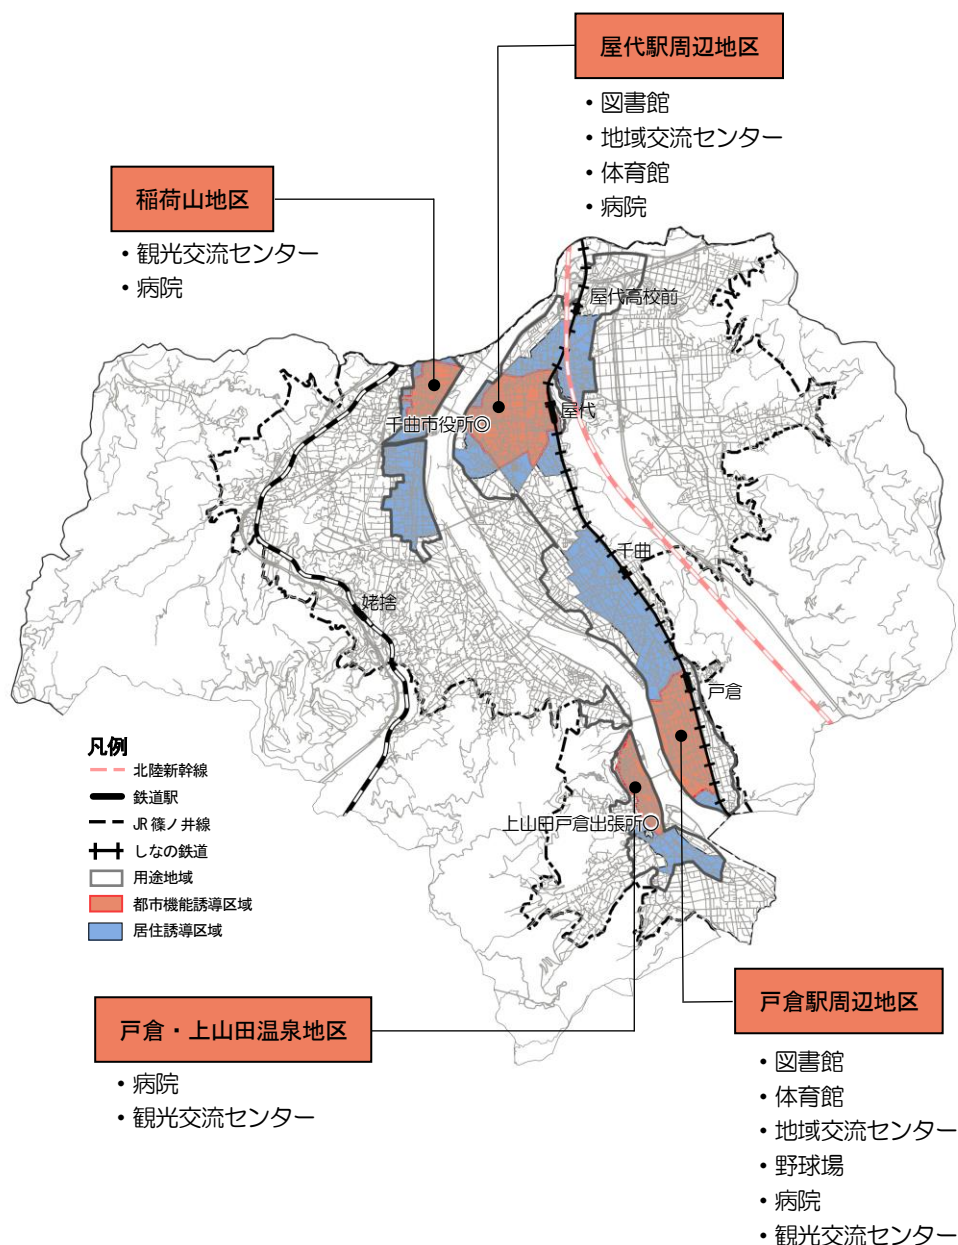 屋代駅周辺地区
・図書館
・地域交流センター
・体育館
・病院
稲荷山地区
・観光交流センター
・病院
屋代高校前
屋代
千曲市役所◎
千曲
姨捨
戸倉
上山田戸倉出張所○
凡例
北陸新幹線
鉄道駅
JR篠ノ井線
しなの鉄道
用途地域
都市機能誘導区域
居住誘導区域
戸倉・上山田温泉地区
・病院
・観光交流センター
戸倉駅周辺地区
・図書館
・体育館
・地域交流センター
・野球場
・病院
・観光交流センター